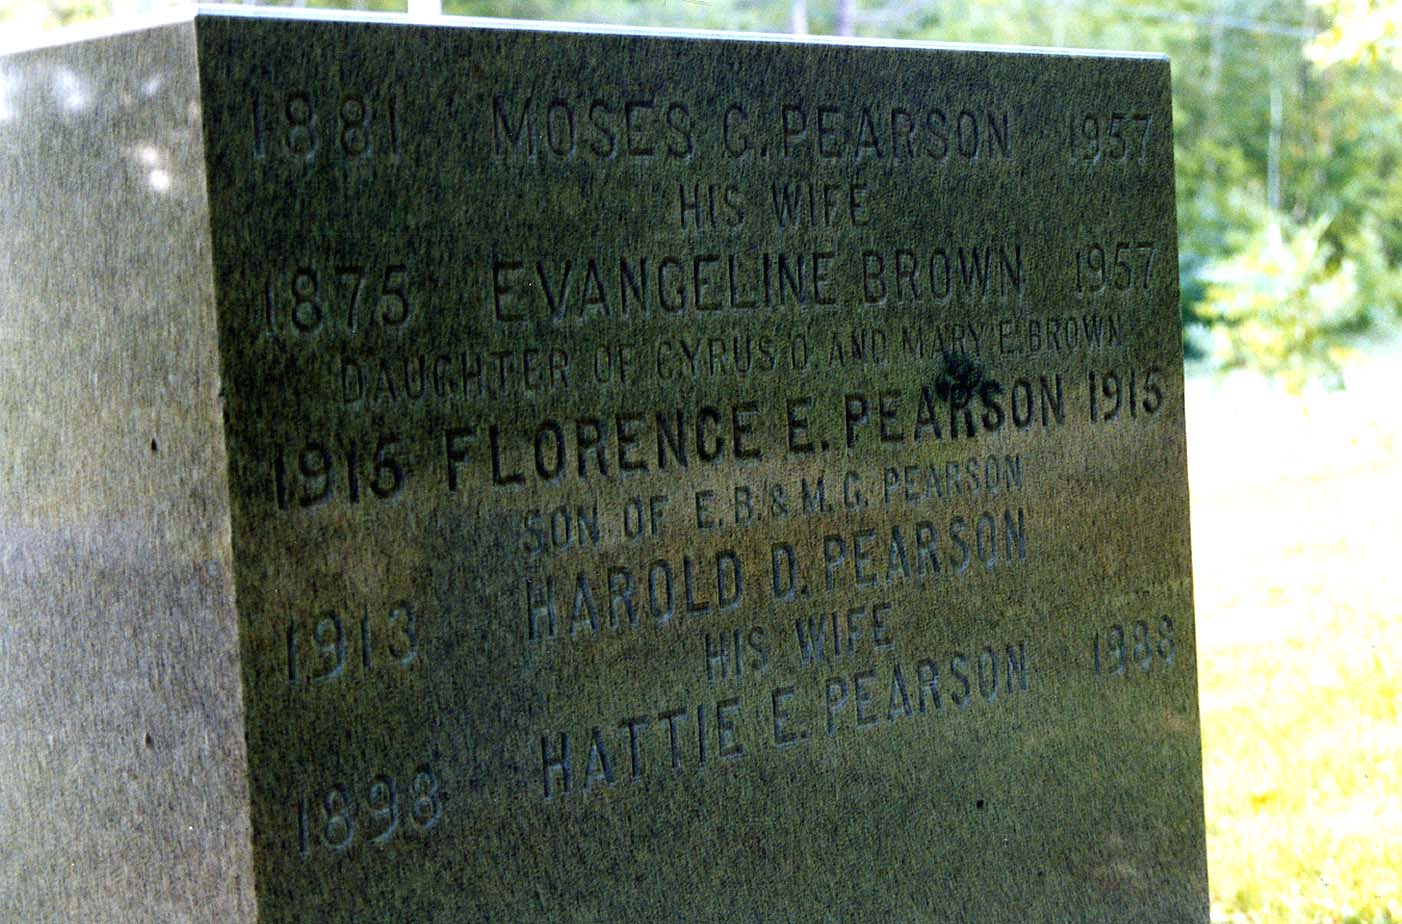 1881 MOSES G. PEARSON 1957
HIS WIFE
1875 EVANGELINE BROWN 1957
DAUGHTER OF CYRUS O. AND MARY E. BROWN
1915 FLORENCE E. PEARSON 1915
SON OF E. B. & M. G. PEARSON
1913 HAROLD O. PEARSON 1988
HIS WIFE
1898 HATTIE E. PEARSON